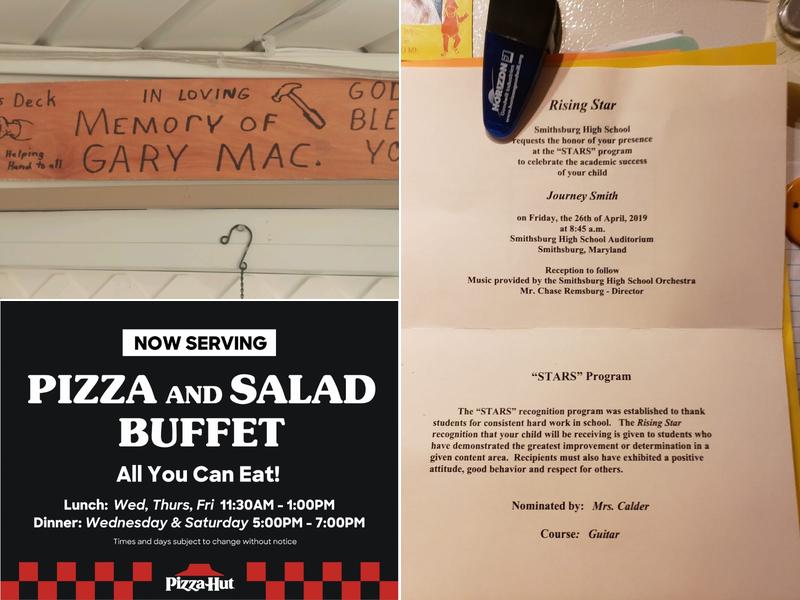 s Deck
Helping
Hand to all
IN LOVING
MEMORY OF
GARY MAC.
GOD
BLE
YO
NOW SERVING
PIZZA AND SALAD
BUFFET
All You Can Eat!
Lunch: Wed, Thurs, Fri 11:30AM - 1:00PM
Dinner: Wednesday & Saturday 5:00PM - 7:00PM
Times and days subject to change without notice
Pizza Hut
HORIZON
Rising Star
Smithsburg High School
requests the honor of your presence
at the “STARS” program
to celebrate the academic success
of your child
Journey Smith
on Friday, the 26th of April, 2019
at 8:45 a.m.
Smithsburg High School Auditorium
Smithsburg, Maryland
Reception to follow
Music provided by the Smithsburg High School Orchestra
Mr. Chase Remsburg - Director
“STARS” Program
The “STARS” recognition program was established to thank
students for consistent hard work in school. The Rising Star
recognition that your child will be receiving is given to students who
have demonstrated the greatest improvement or determination in a
given content area. Recipients must also have exhibited a positive
attitude, good behavior and respect for others.
Nominated by: Mrs. Calder
Course: Guitar